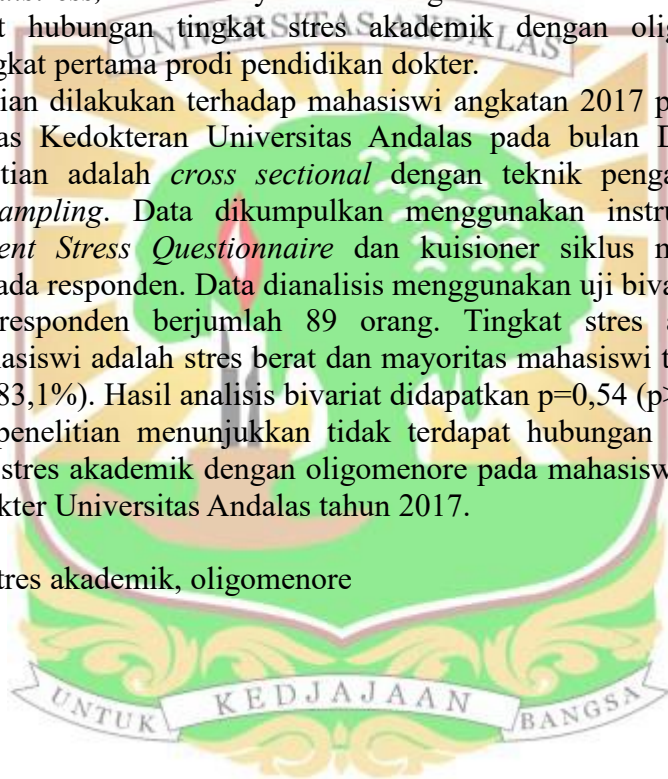 t hubungan tingkat stres akademik dengan olig
UNIVERSITAS ANDALAS
gkat pertama prodi pendidikan dokter.
ian dilakukan terhadap mahasiswi angkatan 2017 p
as Kedokteran Universitas Andalas pada bulan D
tian adalah cross sectional dengan teknik penga
ampling. Data dikumpulkan menggunakan instru
ent Stress Questionnaire dan kuisioner siklus m
ada responden. Data dianalisis menggunakan uji biva
responden berjumlah 89 orang. Tingkat stres a
asiswi adalah stres berat dan mayoritas mahasiswi t
83,1%). Hasil analisis bivariat didapatkan p=0,54 (p>
penelitian menunjukkan tidak terdapat hubungan
stres akademik dengan oligomenore pada mahasisw
kter Universitas Andalas tahun 2017.
tres akademik, oligomenore
UNTUK KEDJAJAAN BANGSA